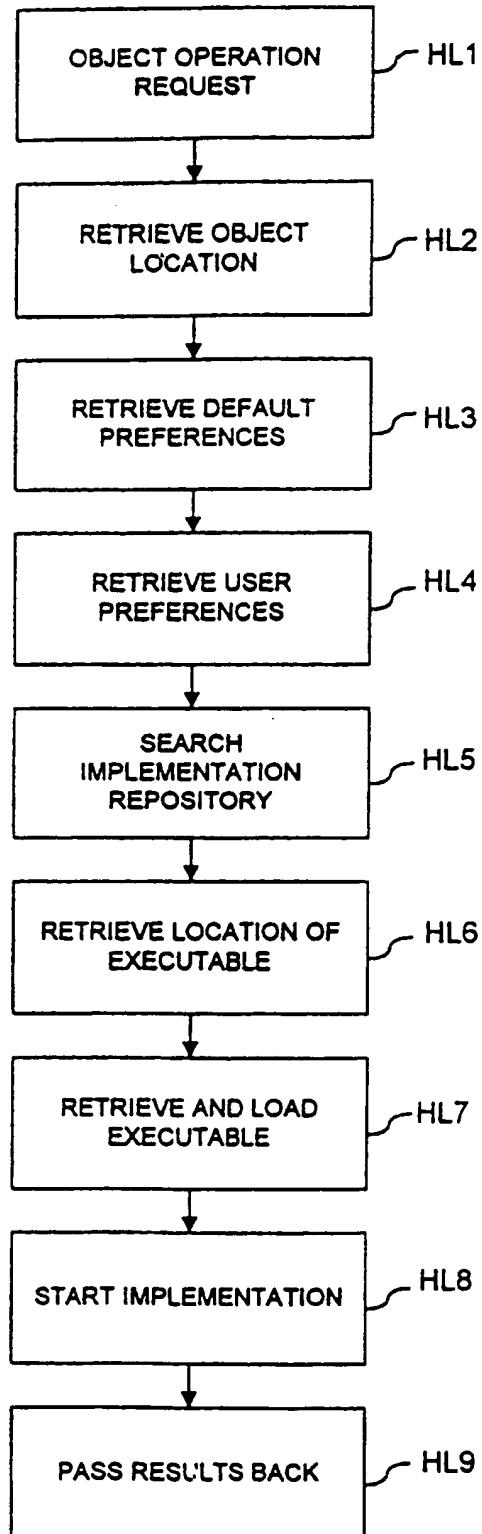 OBJECT OPERATION
REQUEST
HL1
RETRIEVE OBJECT
LOCATION
HL2
RETRIEVE DEFAULT
PREFERENCES
HL3
RETRIEVE USER
PREFERENCES
HL4
SEARCH
IMPLEMENTATION
REPOSITORY
HL5
RETRIEVE LOCATION OF
EXECUTABLE
HL6
RETRIEVE AND LOAD
EXECUTABLE
HL7
START IMPLEMENTATION
HL8
PASS RESULTS BACK
HL9